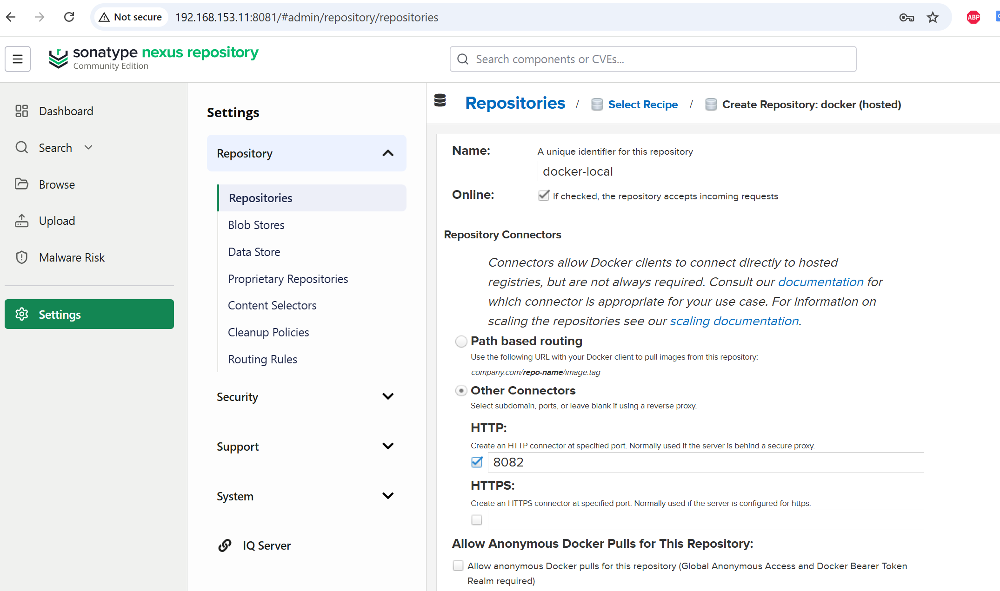 Not secure 192.168.153.11:8081/#admin/repository/repositories
ABP
sonatype nexus repository
Community Edition
Search components or CVEs...
Dashboard
Search
Browse
Upload
Malware Risk
Settings
Settings
Repository
Repositories
Blob Stores
Data Store
Proprietary Repositories
Content Selectors
Cleanup Policies
Routing Rules
Security
Support
System
IQ Server
Repositories / Select Recipe / Create Repository: docker (hosted)
Name: A unique identifier for this repository
docker-local
Online: If checked, the repository accepts incoming requests
Repository Connectors
Connectors allow Docker clients to connect directly to hosted
registries, but are not always required. Consult our documentation for
which connector is appropriate for your use case. For information on
scaling the repositories see our scaling documentation.
Path based routing
Use the following URL with your Docker client to pull images from this repository:
company.com/repo-name/image:tag
Other Connectors
Select subdomain, ports, or leave blank if using a reverse proxy.
HTTP:
Create an HTTP connector at specified port. Normally used if the server is behind a secure proxy.
8082
HTTPS:
Create an HTTPS connector at specified port. Normally used if the server is configured for https.
Allow Anonymous Docker Pulls for This Repository:
Allow anonymous Docker pulls for this repository (Global Anonymous Access and Docker Bearer Token
Realm required)